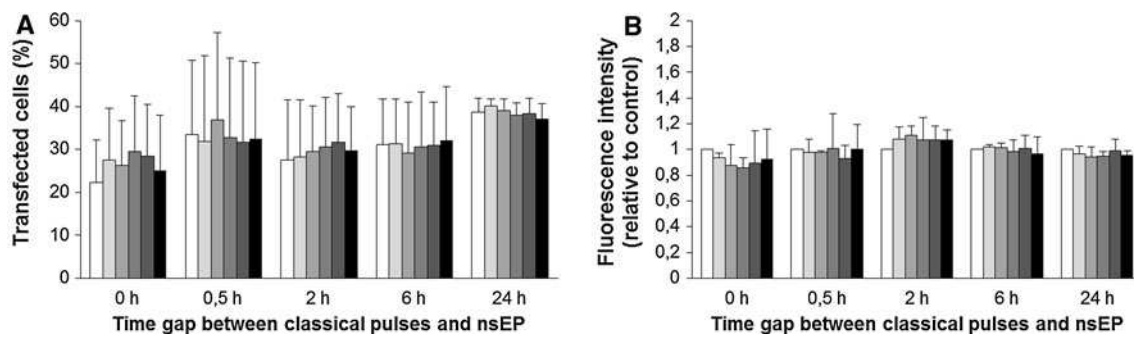 A
Transfected cells (%)
60
50
40
30
20
10
0
0 h 0,5 h 2 h 6 h 24 h
Time gap between classical pulses and nsEP
B
Fluorescence intensity
(relative to control)
2
1,8
1,6
1,4
1,2
1
0,8
0,6
0,4
0,2
0
0 h 0,5 h 2 h 6 h 24 h
Time gap between classical pulses and nsEP